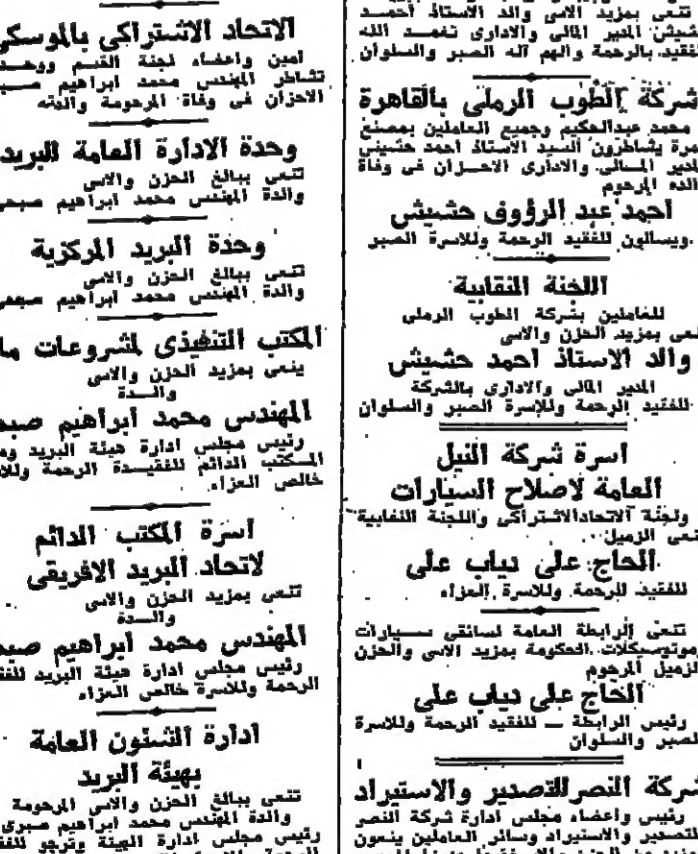 تنعى بمزيد الاسى والد الاستاذ احمد
حشيش المدير المالى والادارى تغمد الله
الفقيد بالرحمة والهم آله الصبر والسلوان
شركة الطوب الرملى بالقاهرة
محمد عبدالحكيم وجميع العاملين بمصنع
يشاطرون السيد الاستاذ احمد حشيش
المدير المالى والادارى الاحزان فى وفاة
والده المرحوم
احمد عبد الرؤوف حشيش
ويسألون للفقيد الرحمة وللاسرة الصبر
اللجنة النقابية
للعاملين بشركة الطوب الرملى
تنعى بمزيد الحزن والاسى
والد الاستاذ احمد حشيش
المدير المالى والادارى بالشركة
للفقيد الرحمة وللاسرة الصبر والسلوان
اسرة شركة النيل
العامة لاصلاح السيارات
ولجنة الاتحاد الاشتراكى واللجنة النقابية
تنعى الزميل
الحاج على دياب على
للفقيد الرحمة وللاسرة العزاء
تنعى الرابطة العامة لسائقى سيارات
وموتوسيكلات الحكومة بمزيد الاسى والحزن
الزميل المرحوم
الحاج على دياب على
رئيس الرابطة — للفقيد الرحمة وللاسرة
الصبر والسلوان
شركة النصر للتصدير والاستيراد
رئيس واعضاء مجلس ادارة شركة النصر
للتصدير والاستيراد وسائر العاملين ينعون
الاتحاد الاشتراكى بالموسكى
امين واعضاء لجنة القسم
تشاطر المهندس محمد ابراهيم
الاحزان فى وفاة المرحومة والدته
وحدة الادارة العامة للبريد
تنعى ببالغ الحزن والاسى
والدة المهندس محمد ابراهيم صبحى
وحدة البريد المركزية
تنعى ببالغ الحزن والاسى
والدة المهندس محمد ابراهيم صبحى
المكتب التنفيذى لمشروعات
ينعى بمزيد الحزن والاسى
والدة
المهندس محمد ابراهيم
رئيس مجلس ادارة هيئة البريد
المكتب الدائم للفقيدة الرحمة
خالص العزاء
اسرة المكتب الدائم
لاتحاد البريد الافريقى
تنعى بمزيد الحزن والاسى
والدة
المهندس محمد ابراهيم
رئيس مجلس ادارة هيئة البريد
الرحمة وللاسرة خالص العزاء
ادارة الشئون العامة
بهيئة البريد
تنعى ببالغ الحزن والاسى المرحومة
والدة المهندس محمد ابراهيم صبرى
رئيس مجلس ادارة الهيئة وترجو